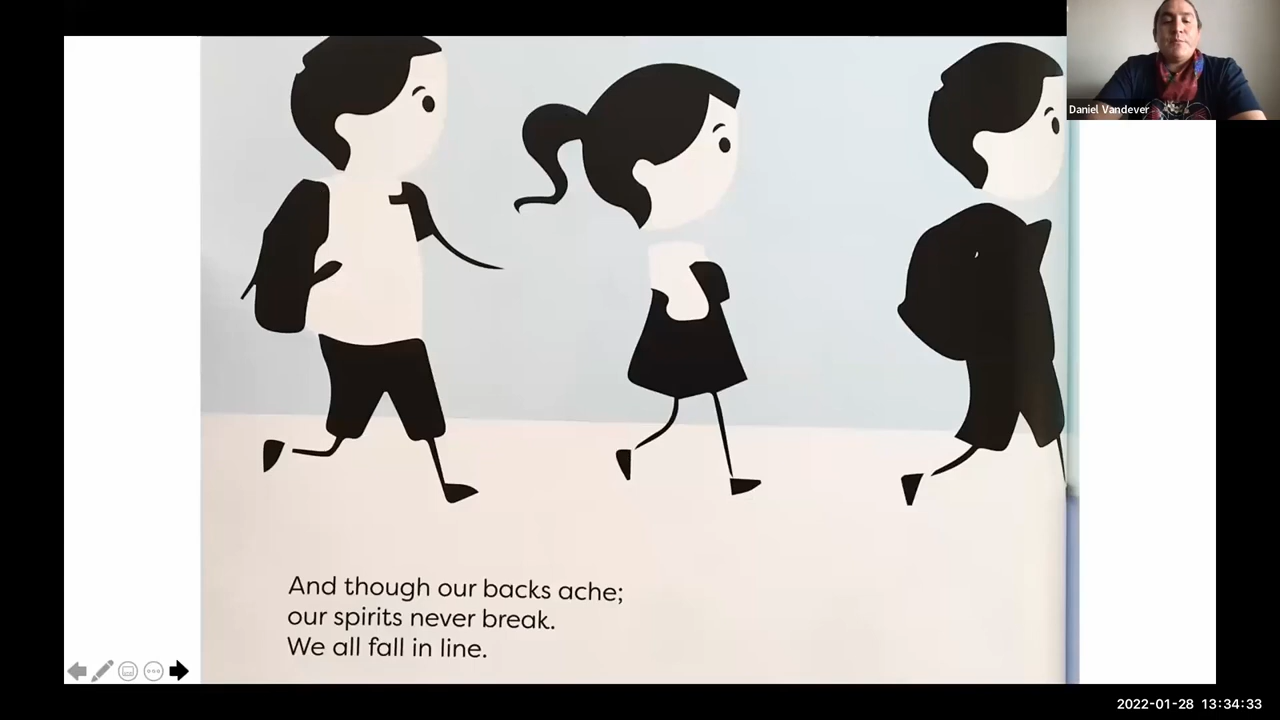 Daniel Vandever
And though our backs ache;
our spirits never break.
We all fall in line.
2022-01-28 13:34:33